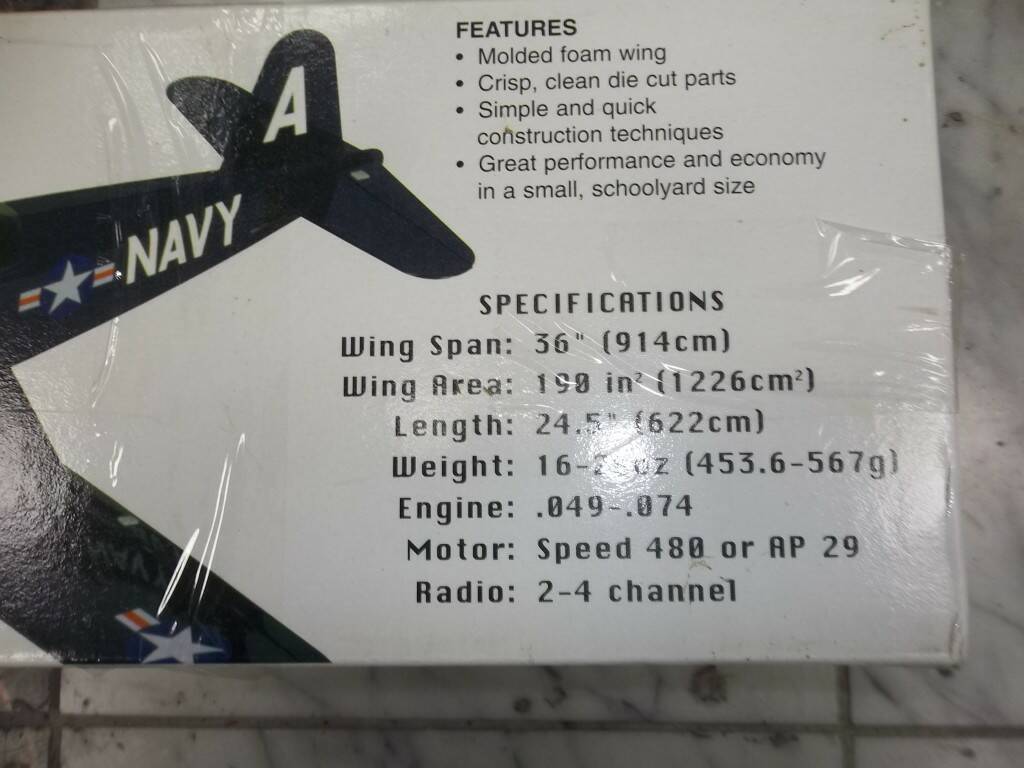 FEATURES
• Molded foam wing
• Crisp, clean die cut parts
• Simple and quick
construction techniques
• Great performance and economy
in a small, schoolyard size
A
NAVY
SPECIFICATIONS
Wing Span: 36" (914cm)
Wing Area: 190 in² (1226cm²)
Length: 24.5" (622cm)
Weight: (453.6-567g)
Engine: .049-.074
Motor: Speed 480 or AP 29
Radio: 2-4 channel